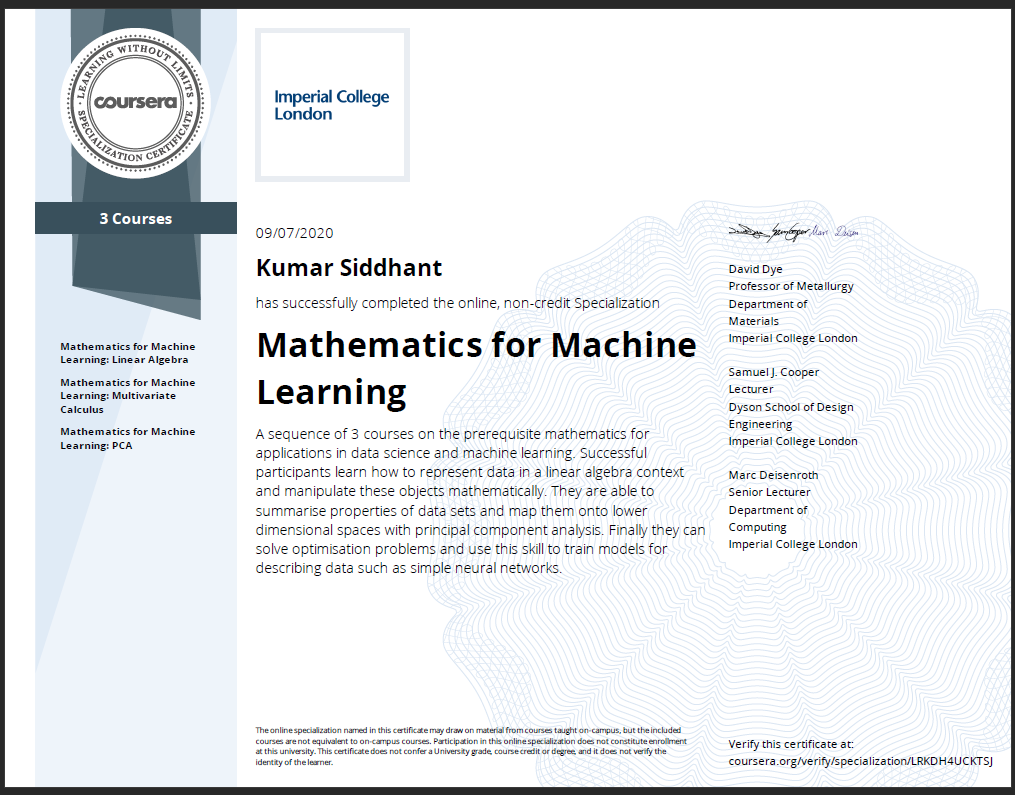 LEARNING WITHOUT LIMITS
coursera
SPECIALIZATION CERTIFICATE
3 Courses
Mathematics for Machine
Learning: Linear Algebra
Mathematics for Machine
Learning: Multivariate
Calculus
Mathematics for Machine
Learning: PCA
Imperial College
London
09/07/2020
Kumar Siddhant
has successfully completed the online, non-credit Specialization
Mathematics for Machine
Learning
A sequence of 3 courses on the prerequisite mathematics for
applications in data science and machine learning. Successful
participants learn how to represent data in a linear algebra context
and manipulate these objects mathematically. They are able to
summarise properties of data sets and map them onto lower
dimensional spaces with principal component analysis. Finally they can
solve optimisation problems and use this skill to train models for
describing data such as simple neural networks.
David Dye
Professor of Metallurgy
Department of
Materials
Imperial College London
Samuel J. Cooper
Lecturer
Dyson School of Design
Engineering
Imperial College London
Marc Deisenroth
Senior Lecturer
Department of
Computing
Imperial College London
The online specialization named in this certificate may draw on material from courses taught on-campus, but the included
courses are not equivalent to on-campus courses. Participation in this online specialization does not constitute enrollment
at this university. This certificate does not confer a University grade, course credit or degree, and it does not verify the
identity of the learner.
Verify this certificate at:
coursera.org/verify/specialization/LRKDH4UCKTSJ